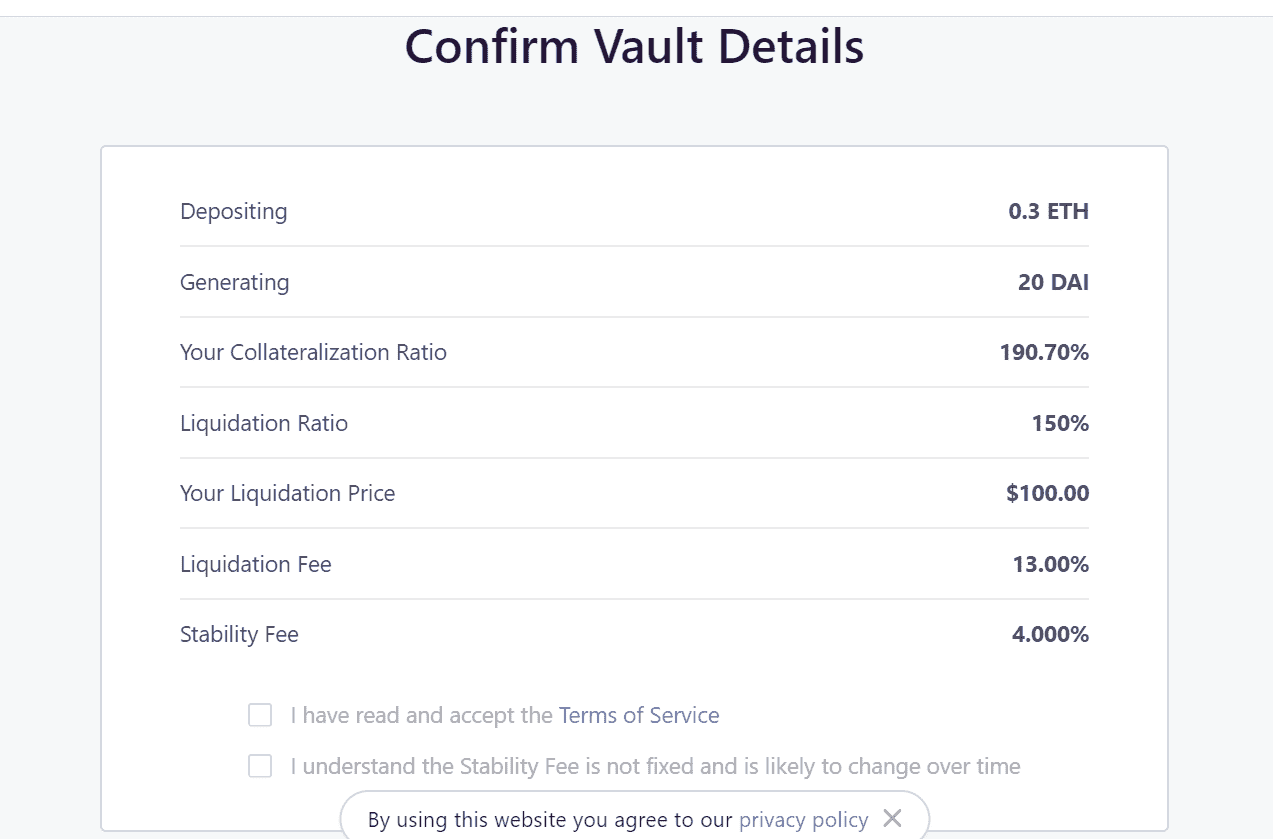 Confirm Vault Details
Depositing 0.3 ETH
Generating 20 DAI
Your Collateralization Ratio 190.70%
Liquidation Ratio 150%
Your Liquidation Price $100.00
Liquidation Fee 13.00%
Stability Fee 4.000%
I have read and accept the Terms of Service
I understand the Stability Fee is not fixed and is likely to change over time
By using this website you agree to our privacy policy